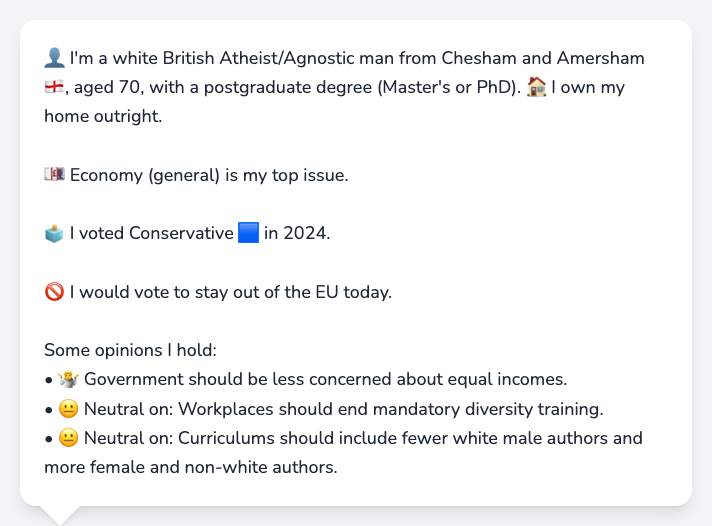 👤 I'm a white British Atheist/Agnostic man from Chesham and Amersham
🏴󠁧󠁢󠁥󠁮󠁧󠁿, aged 70, with a postgraduate degree (Master's or PhD). 🏠 I own my
home outright.
💷 Economy (general) is my top issue.
🗳️ I voted Conservative 🟦 in 2024.
🚫 I would vote to stay out of the EU today.
Some opinions I hold:
• 🤷 Government should be less concerned about equal incomes.
• 😐 Neutral on: Workplaces should end mandatory diversity training.
• 😐 Neutral on: Curriculums should include fewer white male authors and
more female and non-white authors.